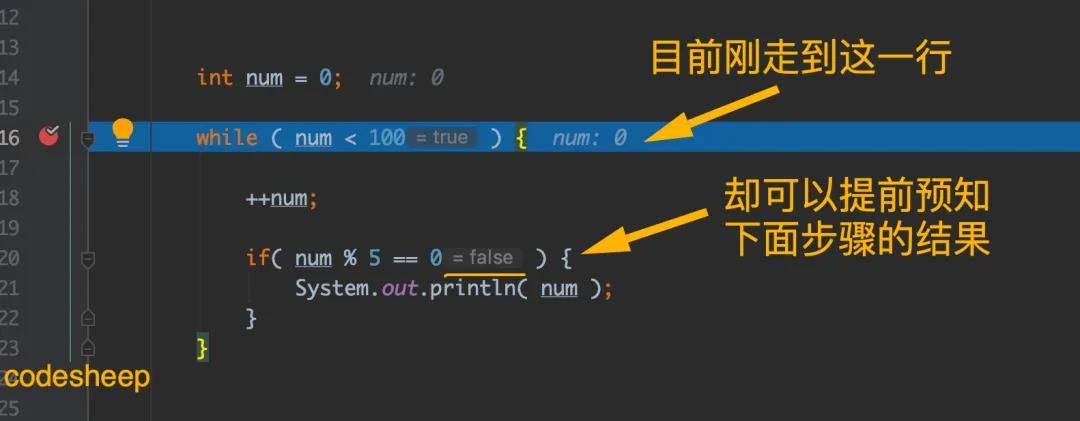 12
13
目前刚走到这一行
14 int num = 0; num: 0
15
16 while ( num < 100 = true ) { num: 0
17
却可以提前预知
18 ++num;
19
下面步骤的结果
20 if( num % 5 == 0 = false ) {
21 System.out.println( num );
22 }
23 }
codesheep
25